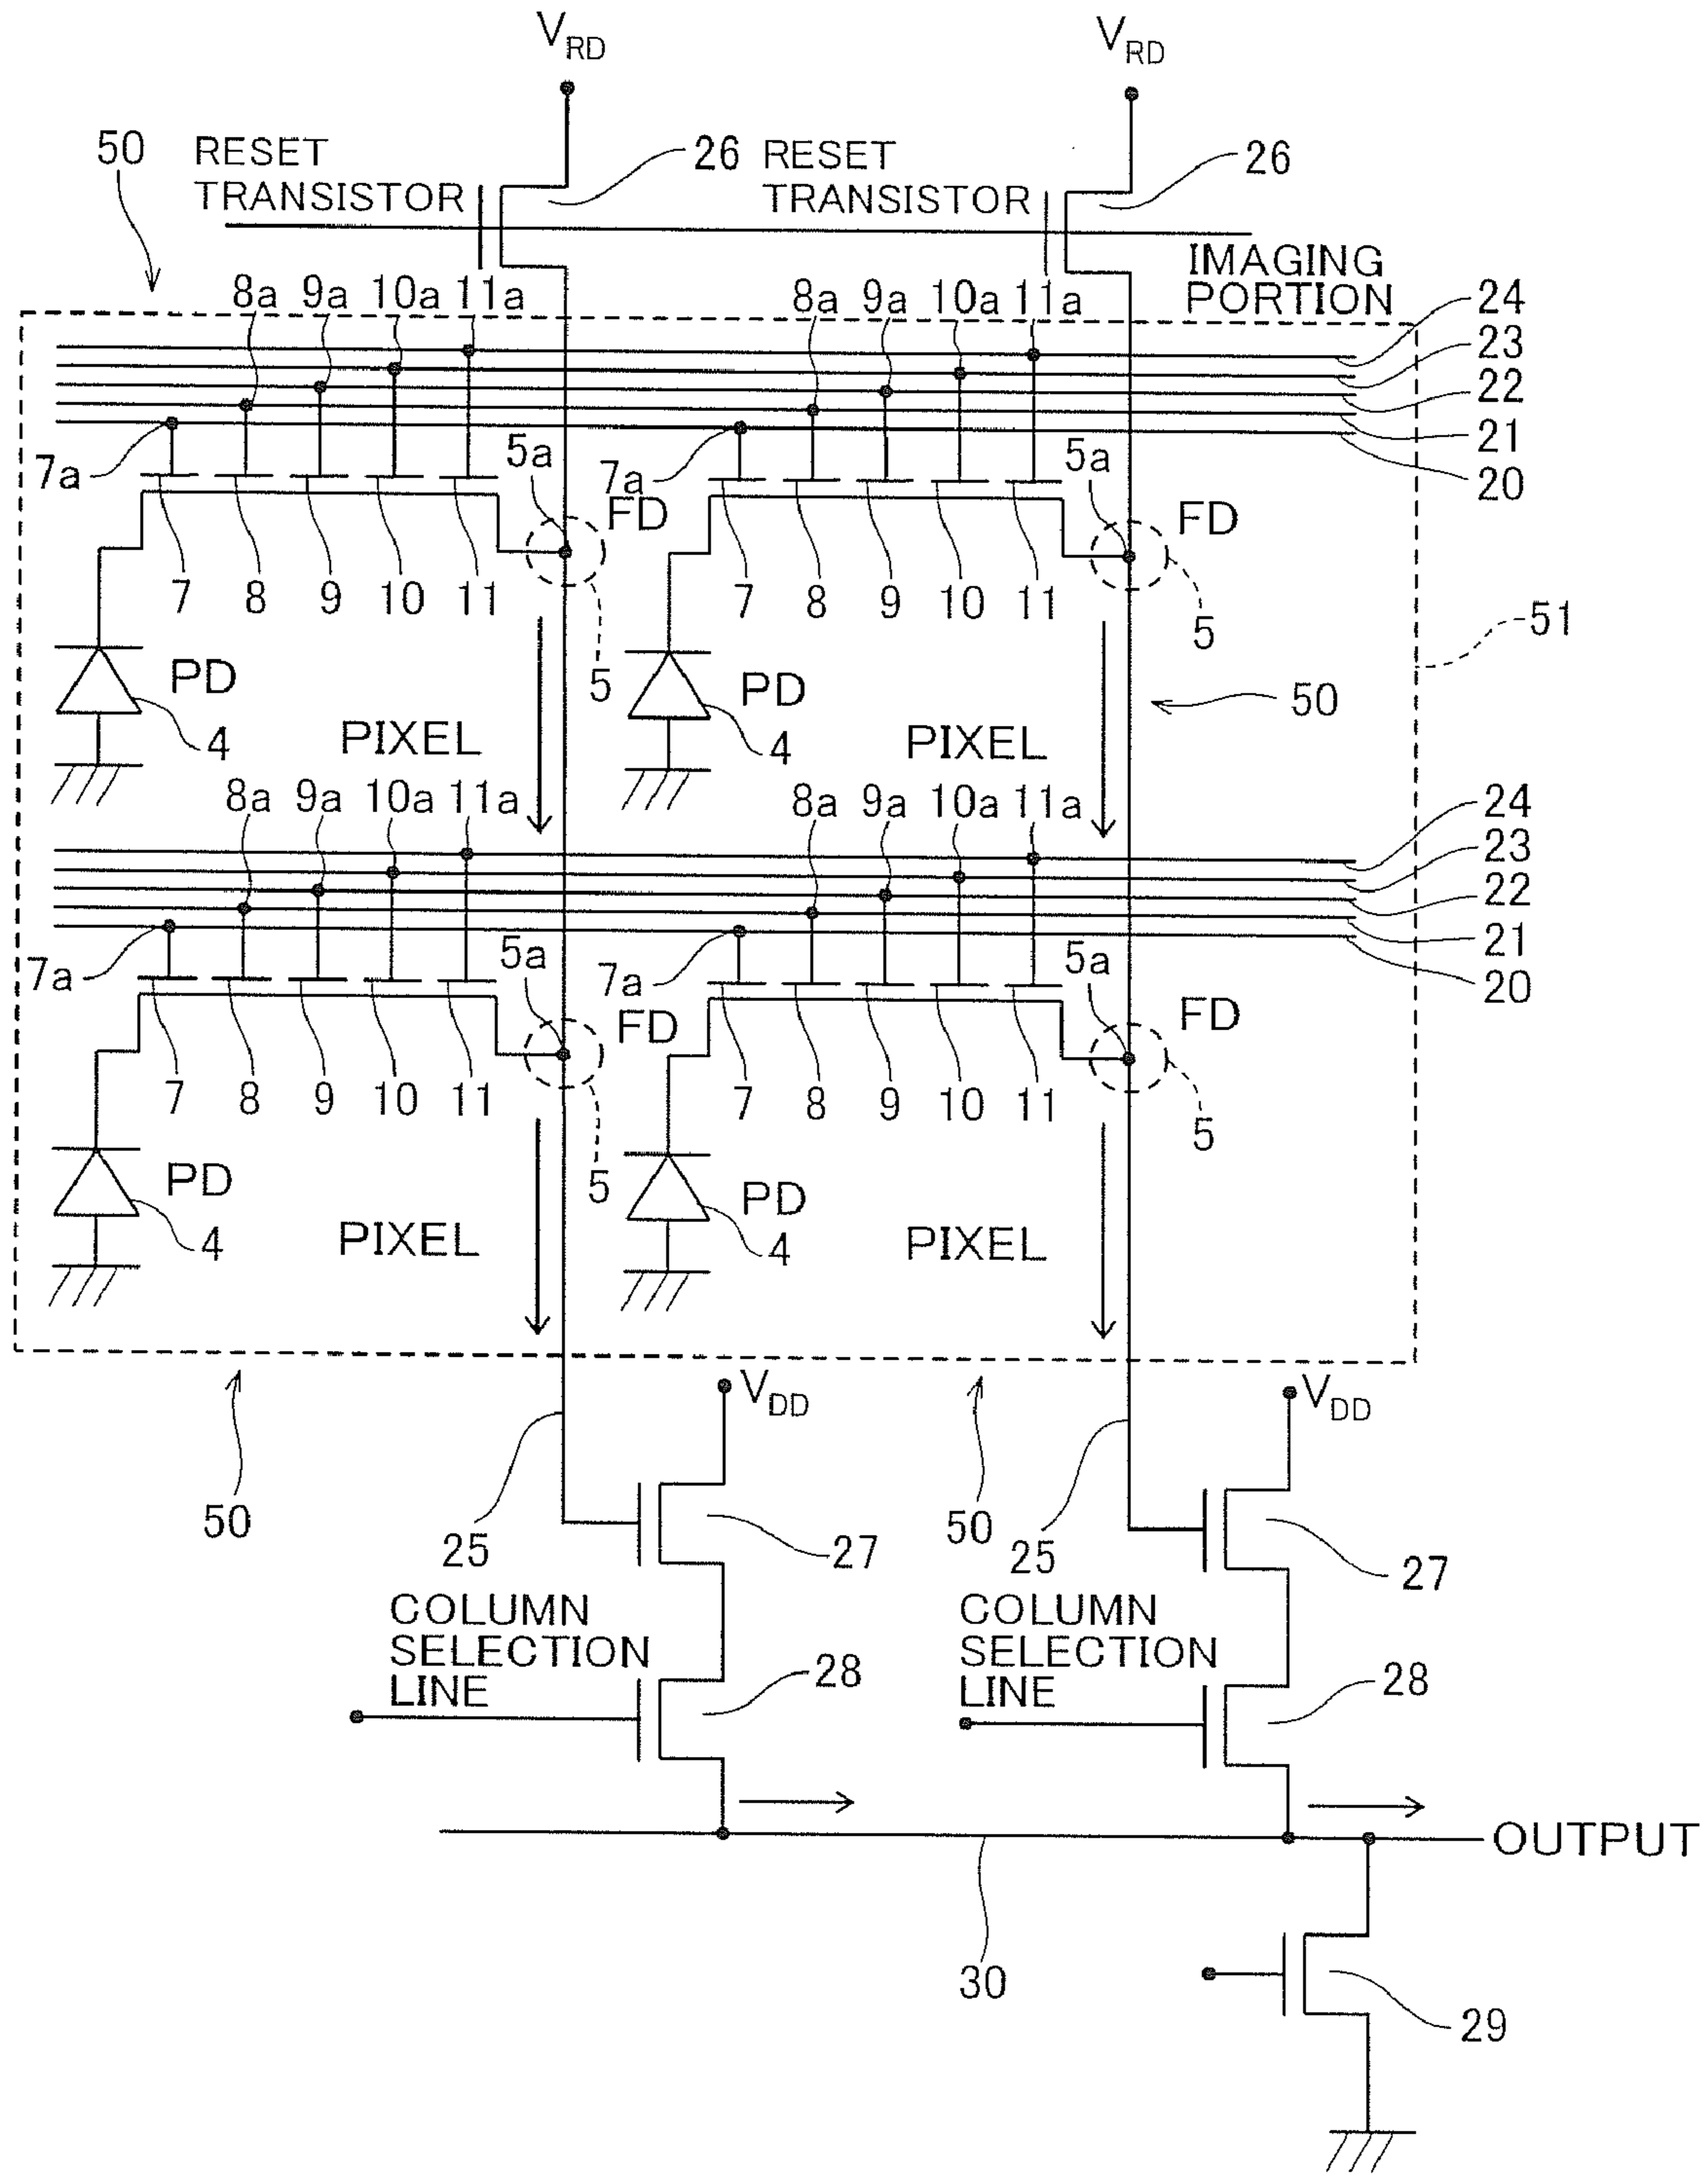 V_RD V_RD
50 RESET TRANSISTOR 26 RESET TRANSISTOR 26
IMAGING PORTION
8a 9a 10a 11a 8a 9a 10a 11a 24
23
22
21
20
7a 5a 7a 5a
FD FD
7 8 9 10 11 7 8 9 10 11
5 5 51
PD PD 50
4 4
PIXEL PIXEL
8a 9a 10a 11a 8a 9a 10a 11a 24
23
22
21
20
7a 5a 7a 5a
FD FD
7 8 9 10 11 7 8 9 10 11
5 5
PD PD
4 4
PIXEL PIXEL
V_DD V_DD
50 25 27 50 25 27
COLUMN SELECTION LINE 28 COLUMN SELECTION LINE 28
OUTPUT
30
29